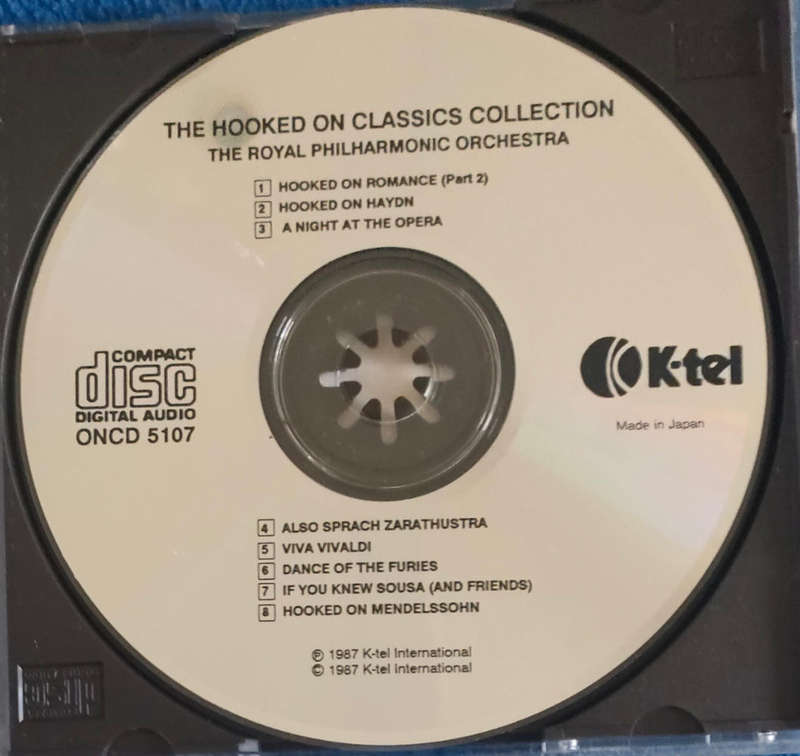 THE HOOKED ON CLASSICS COLLECTION
THE ROYAL PHILHARMONIC ORCHESTRA
1 HOOKED ON ROMANCE (Part 2)
2 HOOKED ON HAYDN
3 A NIGHT AT THE OPERA
COMPACT
disc
DIGITAL AUDIO
ONCD 5107
K-tel
Made in Japan
4 ALSO SPRACH ZARATHUSTRA
5 VIVA VIVALDI
6 DANCE OF THE FURIES
7 IF YOU KNEW SOUSA (AND FRIENDS)
8 HOOKED ON MENDELSSOHN
℗ 1987 K-tel International
© 1987 K-tel International